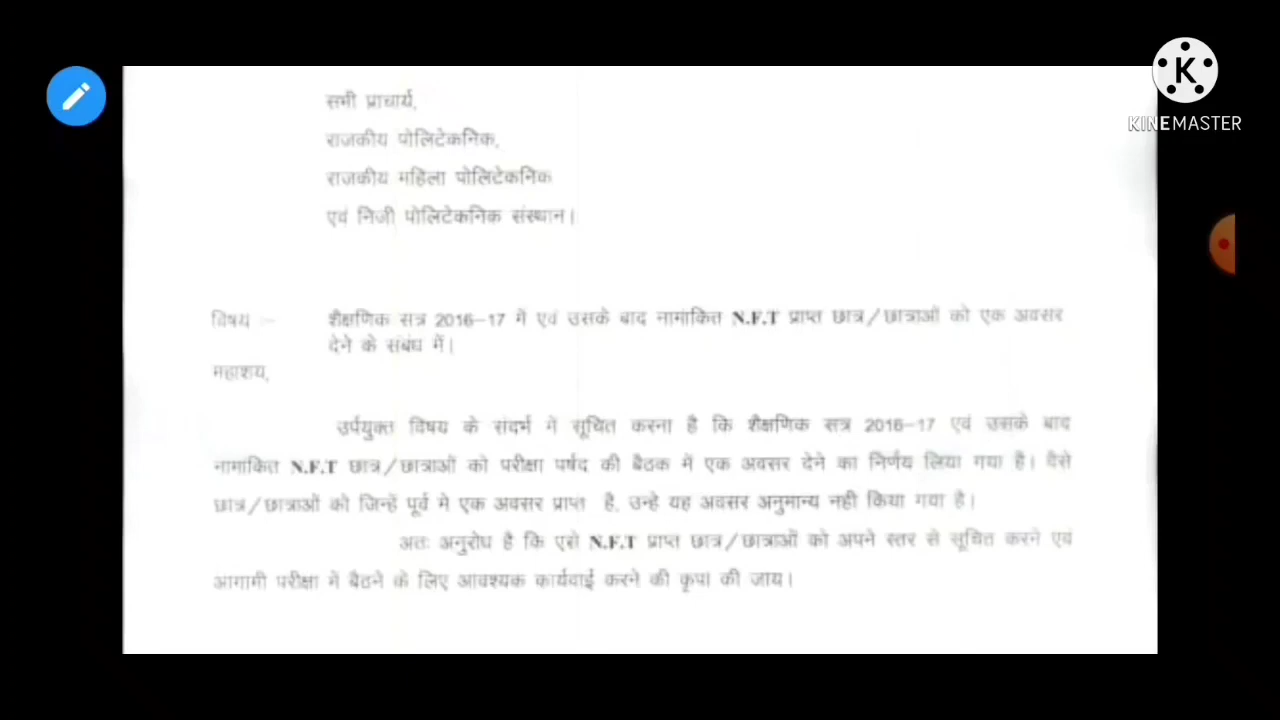 KINEMASTER
सभी प्राचार्य,
राजकीय पोलिटेकनिक,
राजकीय महिला पोलिटेकनिक
एवं निजी पोलिटेकनिक संस्थान।
विषय :-
शैक्षणिक सत्र 2016-17 में एवं उसके बाद नामांकित N.F.T प्राप्त छात्र/छात्राओं को एक अवसर
देने के संबंध में।
महाशय,
उर्पयुक्त विषय के संदर्भ में सूचित करना है कि शैक्षणिक सत्र 2016-17 एवं उसके बाद
नामांकित N.F.T छात्र/छात्राओं को परीक्षा पर्षद की बैठक में एक अवसर देने का निर्णय लिया गया है। वैसे
छात्र/छात्राओं को जिन्हें पूर्व मे एक अवसर प्राप्त है, उन्हे यह अवसर अनुमान्य नही किया गया है।
अतः अनुरोध है कि एसे N.F.T प्राप्त छात्र/छात्राओं को अपने स्तर से सूचित करने एवं
आगामी परीक्षा में बैठने के लिए आवश्यक कार्यवाई करने की कृपा की जाय।